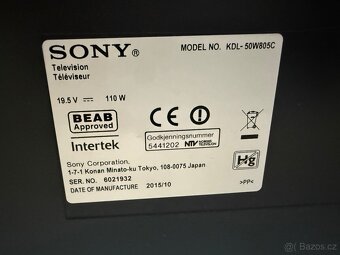 SONY®
MODEL NO. KDL-50W805C
Television
Téléviseur
19.5 V ⎓ 110 W
BEAB
Approved
Intertek
CE
Godkjenningsnummer
5441202 NTV
Hg
Sony Corporation
1-7-1 Konan Minato-ku Tokyo, 108-0075 Japan
SER. NO. 6021932
DATE OF MANUFACTURE 2015/10
>PP<
bazos.cz